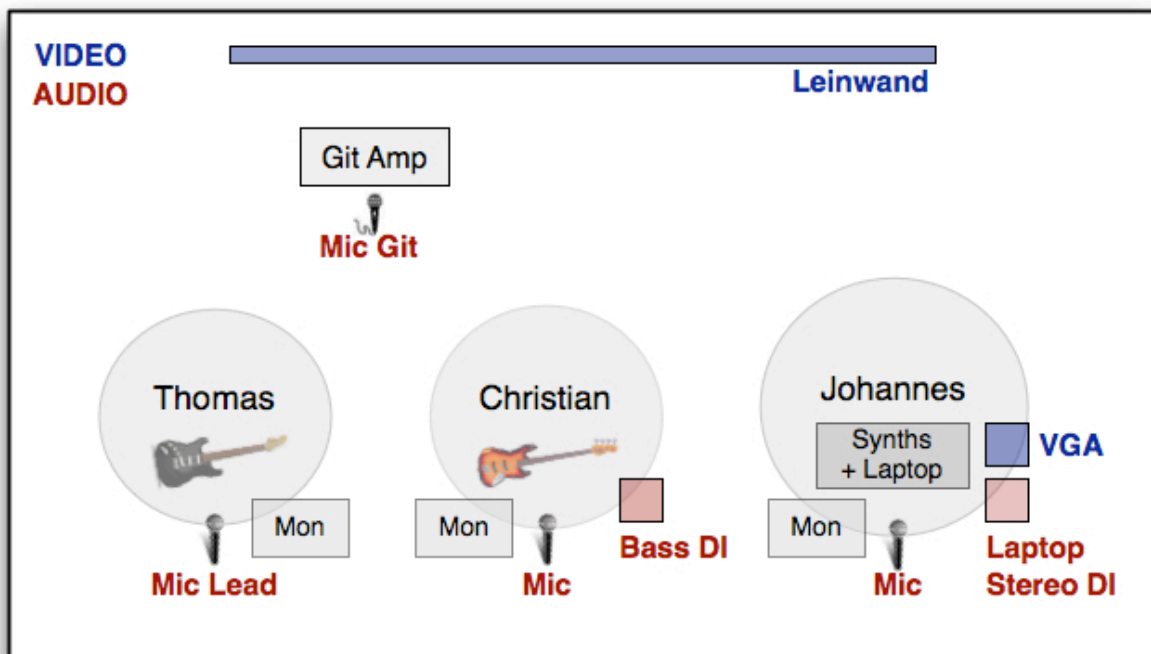 VIDEO
Leinwand
AUDIO
Git Amp
Mic Git
Thomas
Christian
Johannes
Synths
+ Laptop
VGA
Mon
Mon
Mon
Mic Lead
Mic
Bass DI
Mic
Laptop
Stereo DI